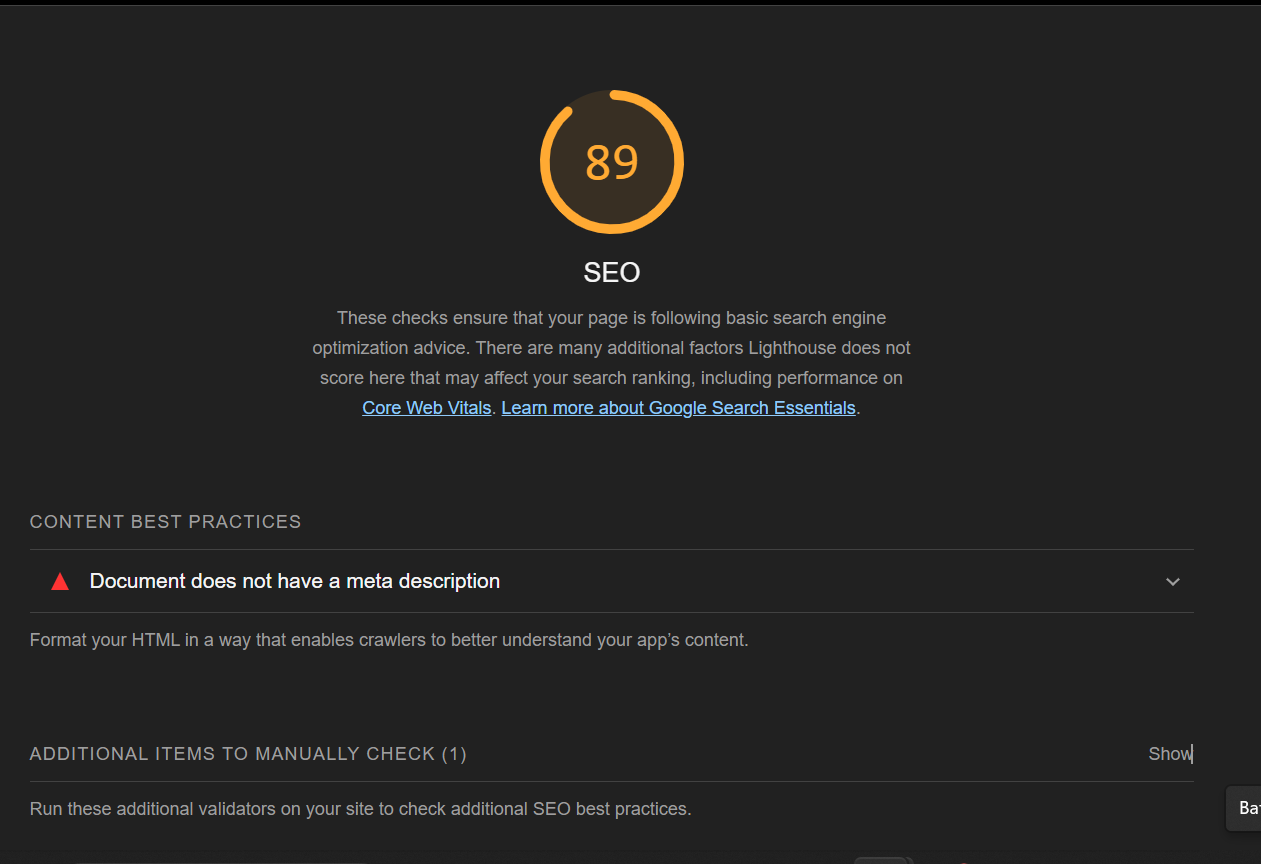 89
SEO
These checks ensure that your page is following basic search engine
optimization advice. There are many additional factors Lighthouse does not
score here that may affect your search ranking, including performance on
Core Web Vitals. Learn more about Google Search Essentials.
CONTENT BEST PRACTICES
Document does not have a meta description
Format your HTML in a way that enables crawlers to better understand your app’s content.
ADDITIONAL ITEMS TO MANUALLY CHECK (1)
Show
Run these additional validators on your site to check additional SEO best practices.